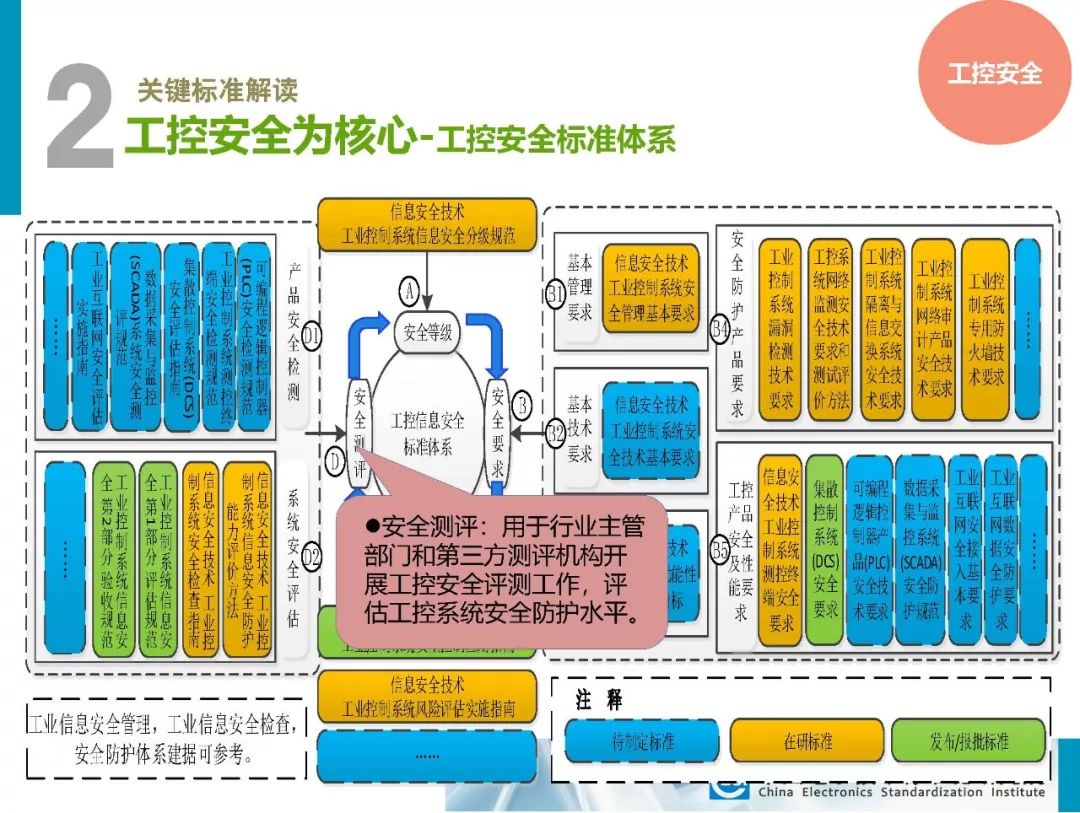 工控安全
2
关键标准解读
工控安全为核心-工控安全标准体系
信息安全技术
工业控制系统信息安全分级规范
A
安全等级
安全测评
D
工控信息安全
标准体系
安全要求
B
●安全测评：用于行业主管
部门和第三方测评机构开
展工控安全评测工作，评
估工控系统安全防护水平。
产品安全检测
D1
可编程逻辑控制器
(PLC)安全检测规范
工业控制系统测控终
端安全检测规范
集散控制系统(DCS)
安全评估指南
数据采集与监控
(SCADA)系统安全测
评规范
工业互联网安全评估
实施指南
……
系统安全评估
D2
信息安全技术 工业控
制系统信息安全防护
能力评价方法
信息安全技术 工业控
制系统安全检查指南
工业控制系统信息安
全 第1部分 评估规范
工业控制系统信息安
全 第2部分 验收规范
……
基本
管理
要求
B1
信息安全技术
工业控制系统安
全管理基本要求
基本
技术
要求
B2
信息安全技术
工业控制系统安
全技术基本要求
技术
能性
标
安全防护产品要求
B4
工业
控制
系统
漏洞
检测
技术
要求
工控系
统网络
监测安
全技术
要求和
测试评
价方法
工业控
制系统
隔离与
信息交
换系统
安全技
术要求
工业控
制系统
网络审
计产品
安全技
术要求
工业控
制系统
专用防
火墙技
术要求
……
工控
产品
安全
及性
能要
求
B5
信息安
全技术
工业控
制系统
测控终
端安全
要求
集散
控制
系统
(DCS)
安全
要求
可编程
逻辑控
制器产
品(PLC)
安全技
术要求
数据采
集与监
控系统
(SCADA)
安全防
护规范
工业
互联
网安
全接
入基
本要
求
工业
互联
网数
据安
全防
护要
求
……
信息安全技术
工业控制系统风险评估实施指南
……
工业信息安全管理，工业信息安全检查，
安全防护体系建据可参考。
注 释
待制定标准
在研标准
发布/报批标准
China Electronics Standardization Institute